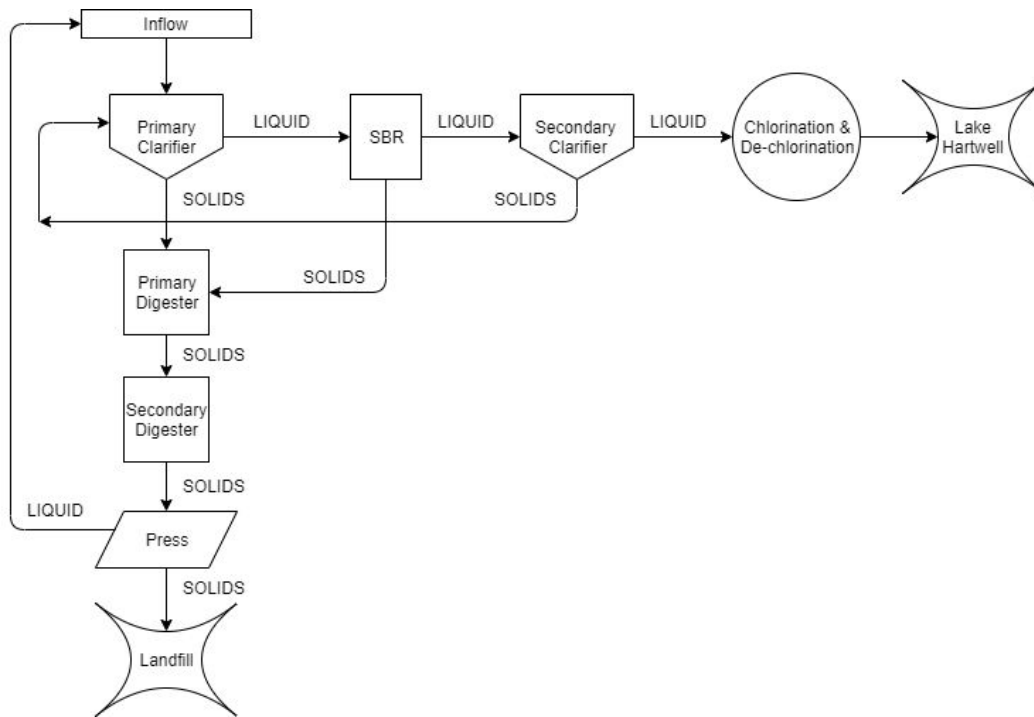 Inflow
Primary
Clarifier
LIQUID
SBR
LIQUID
Secondary
Clarifier
LIQUID
Chlorination &
De-chlorination
Lake
Hartwell
SOLIDS
SOLIDS
SOLIDS
Primary
Digester
SOLIDS
Secondary
Digester
SOLIDS
LIQUID
Press
SOLIDS
Landfill